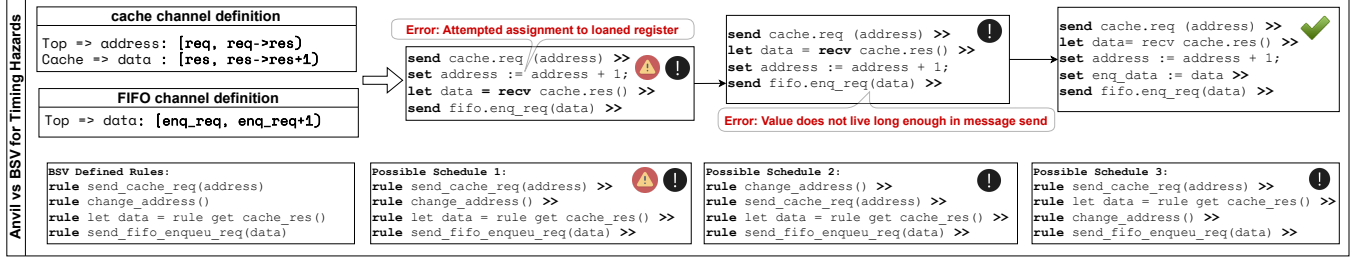 Anvil vs BSV for Timing Hazards
cache channel definition
Top => address: [req, req->res)
Cache => data : [res, res->res+1)
FIFO channel definition
Top => data: [enq_req, enq_req+1)
Error: Attempted assignment to loaned register
send cache.req (address) >>
set address := address + 1;
let data = recv cache.res() >>
send fifo.enq_req(data) >>
send cache.req (address) >>
let data = recv cache.res() >>
set address := address + 1;
send fifo.enq_req(data) >>
Error: Value does not live long enough in message send
send cache.req (address) >>
let data= recv cache.res() >>
set address := address + 1;
set enq_data := data >>
send fifo.enq_req(data) >>
BSV Defined Rules:
rule send_cache_req(address)
rule change_address()
rule let data = rule get cache_res()
rule send_fifo_enqueu_req(data)
Possible Schedule 1:
rule send_cache_req(address) >>
rule change_address() >>
rule let data = rule get cache_res() >>
rule send_fifo_enqueu_req(data) >>
Possible Schedule 2:
rule change_address() >>
rule send_cache_req(address) >>
rule let data = rule get cache_res() >>
rule send_fifo_enqueu_req(data) >>
Possible Schedule 3:
rule send_cache_req(address) >>
rule let data = rule get cache_res() >>
rule change_address() >>
rule send_fifo_enqueu_req(data) >>